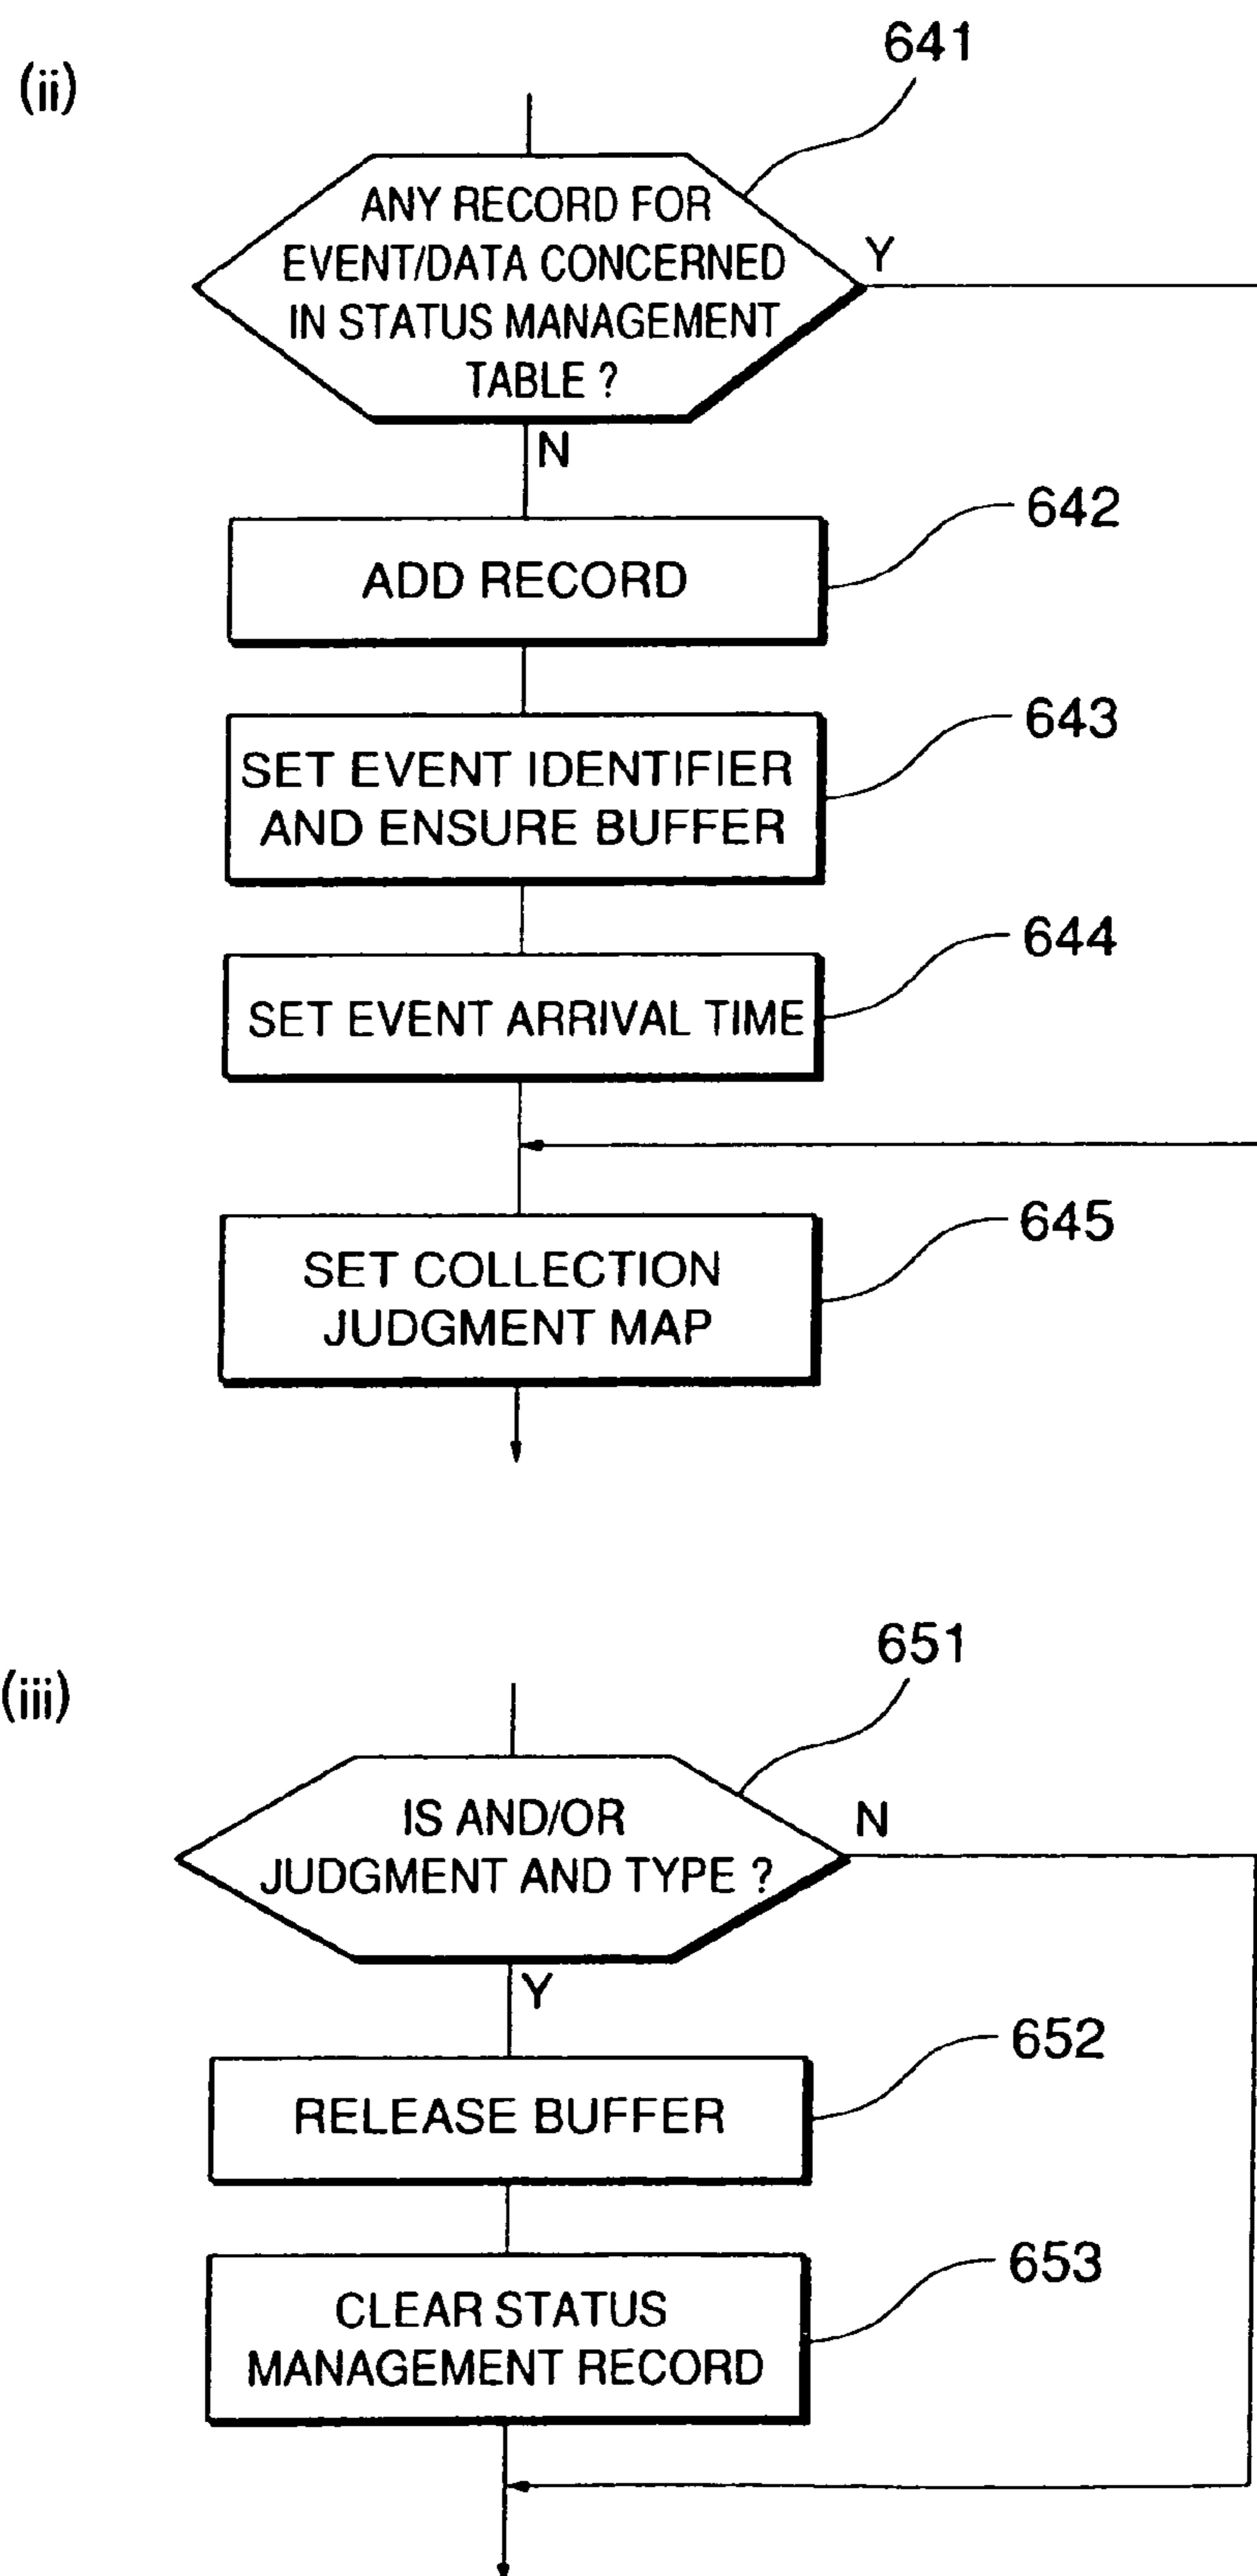 (ii)
641
ANY RECORD FOR
EVENT/DATA CONCERNED
IN STATUS MANAGEMENT
TABLE ?
Y
N
642
ADD RECORD
643
SET EVENT IDENTIFIER
AND ENSURE BUFFER
644
SET EVENT ARRIVAL TIME
645
SET COLLECTION
JUDGMENT MAP
(iii)
651
IS AND/OR
JUDGMENT AND TYPE ?
N
Y
652
RELEASE BUFFER
653
CLEAR STATUS
MANAGEMENT RECORD